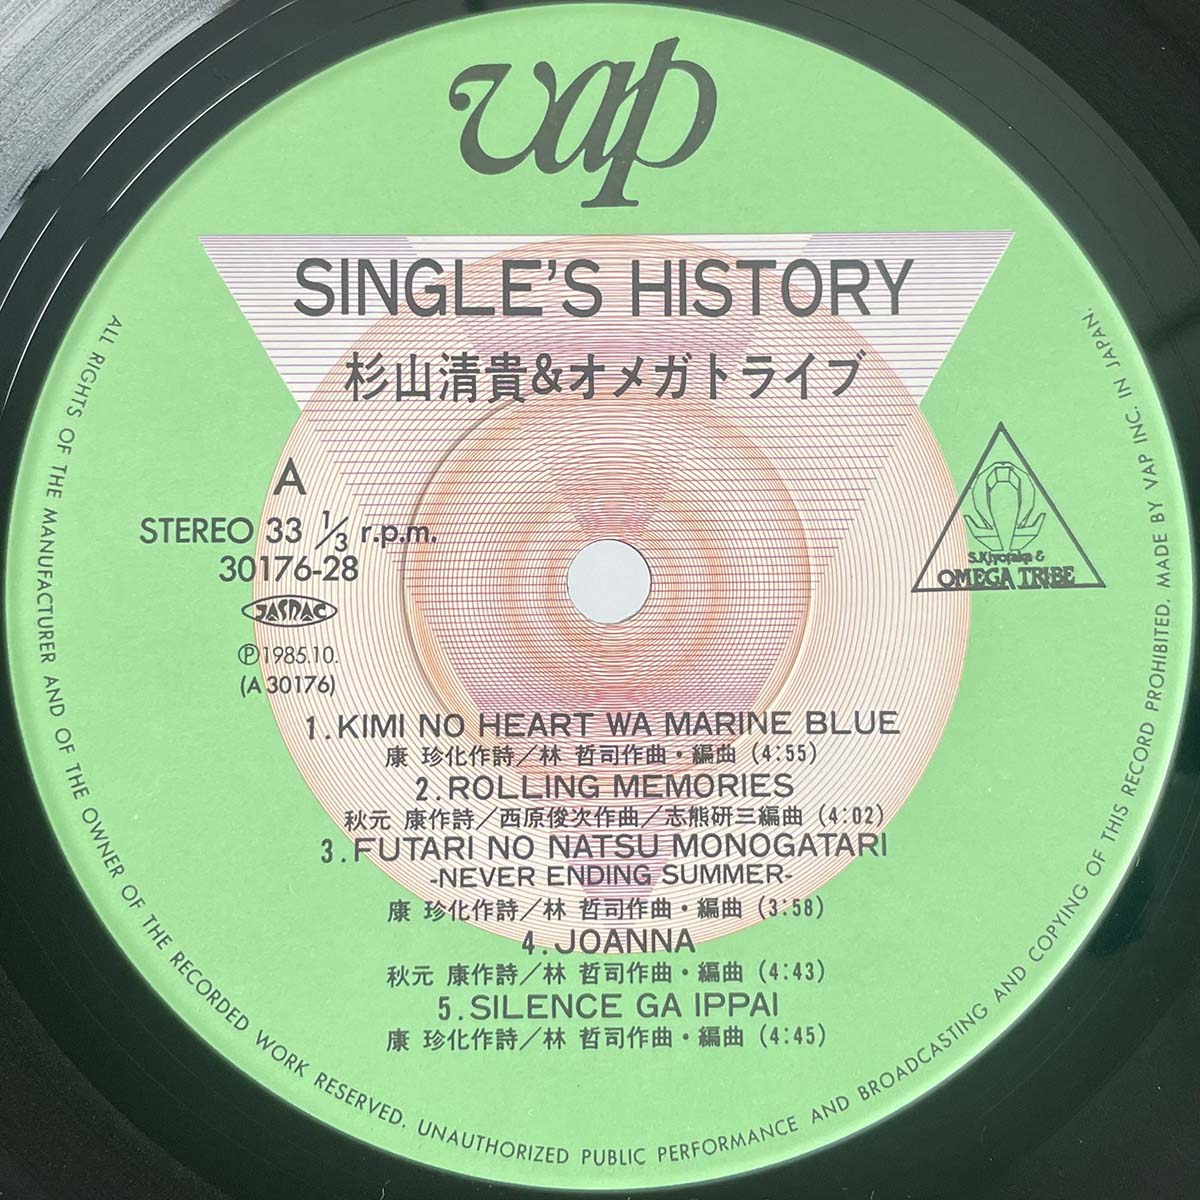 vap
SINGLE'S HISTORY
杉山清貴&オメガトライブ
A
STEREO 33 1/3 r.p.m.
30176-28
JASRAC
Ⓟ1985.10.
(A 30176)
S.Kiyotaka &
OMEGA TRIBE
1.KIMI NO HEART WA MARINE BLUE
康 珍化作詩/林 哲司作曲・編曲 (4:55)
2.ROLLING MEMORIES
秋元 康作詩/西原俊次作曲/志熊研三編曲 (4:02)
3.FUTARI NO NATSU MONOGATARI
-NEVER ENDING SUMMER-
康 珍化作詩/林 哲司作曲・編曲 (3:58)
4.JOANNA
秋元 康作詩/林 哲司作曲・編曲 (4:43)
5.SILENCE GA IPPAI
康 珍化作詩/林 哲司作曲・編曲 (4:45)
ALL RIGHTS OF THE MANUFACTURER AND OF THE OWNER OF THE RECORDED WORK RESERVED. UNAUTHORIZED PUBLIC PERFORMANCE AND BROADCASTING AND COPYING OF THIS RECORD PROHIBITED. MADE BY VAP INC. IN JAPAN.